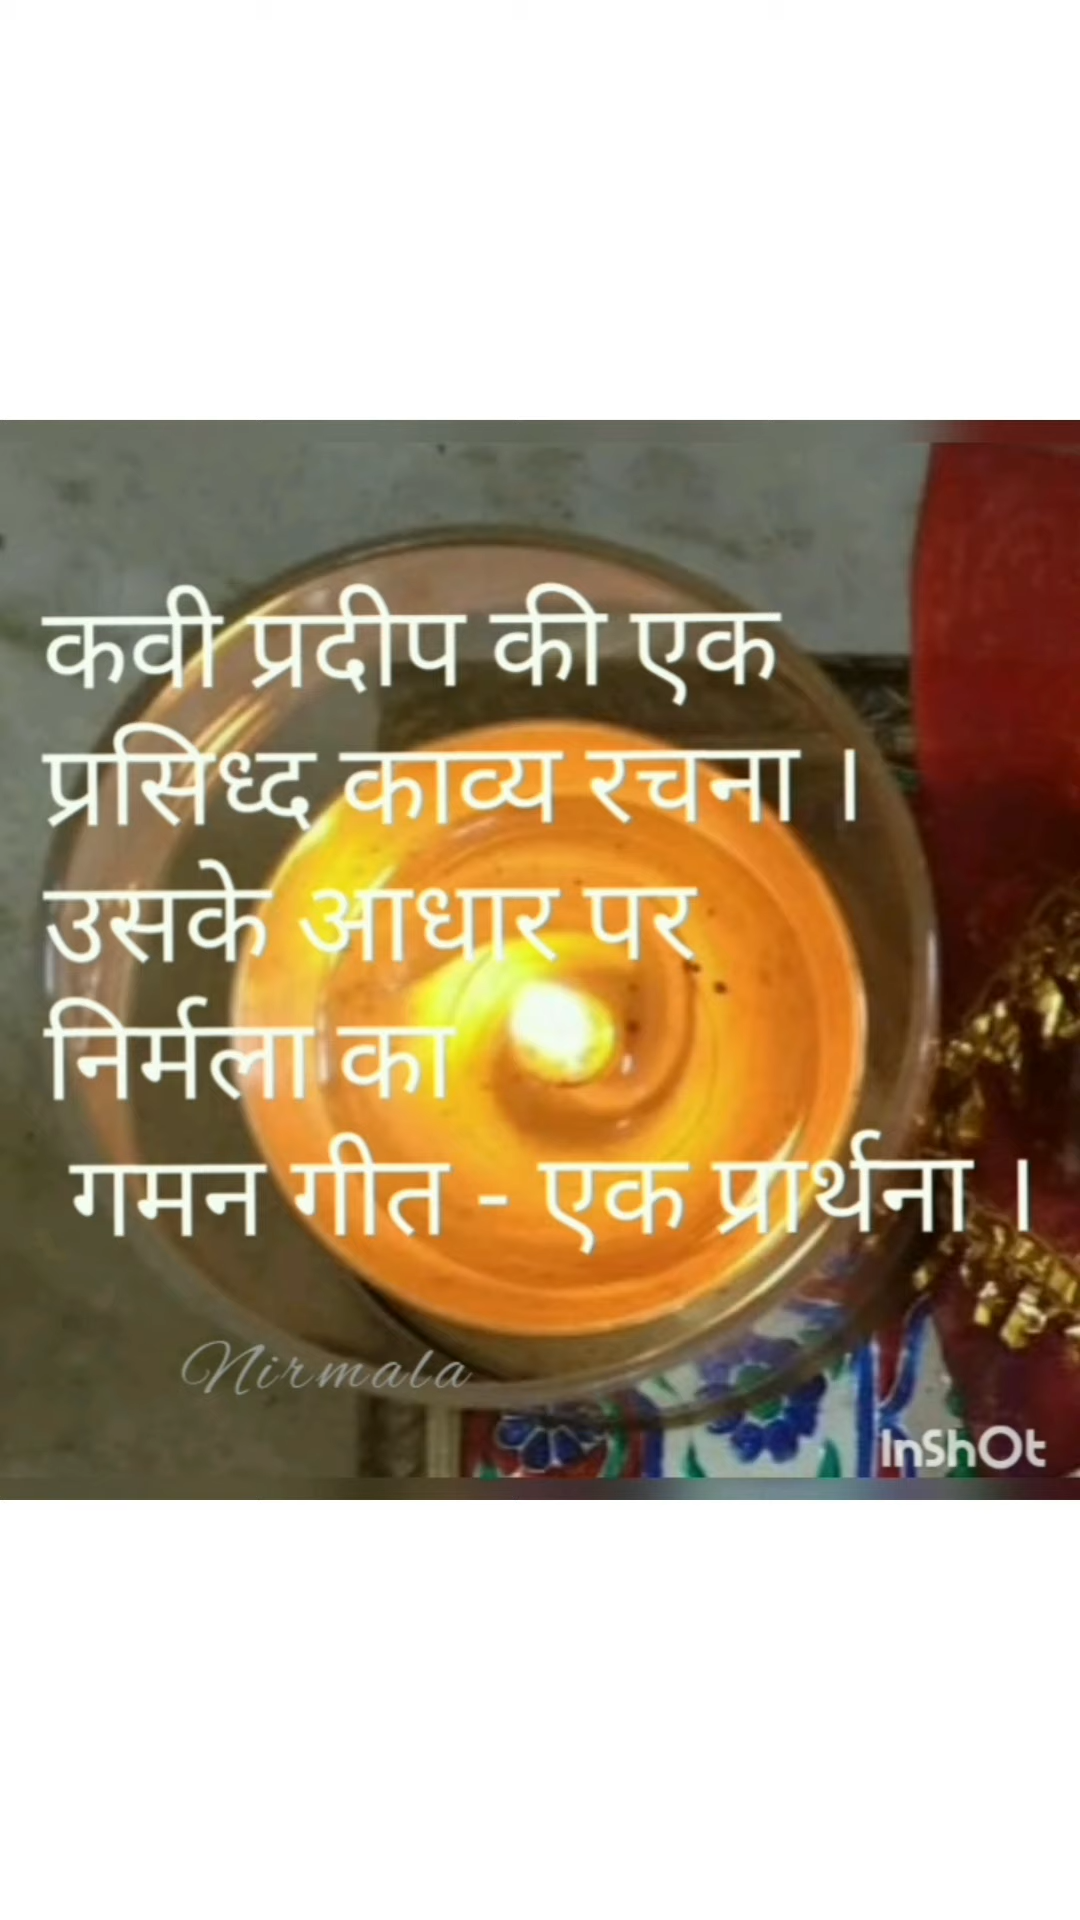 कवी प्रदीप की एक
प्रसिध्द काव्य रचना ।
उसके आधार पर
निर्मला का
गमन गीत - एक प्रार्थना ।
Nirmala
InShOt